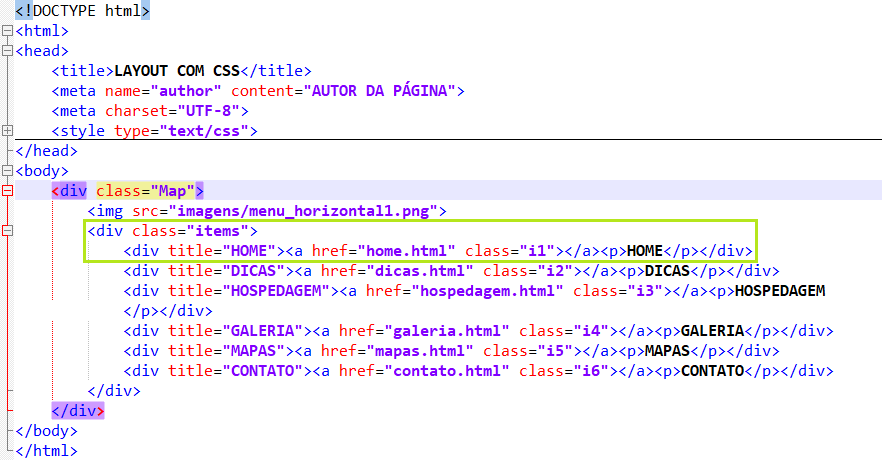 <!DOCTYPE html>
<html>
<head>
<title>LAYOUT COM CSS</title>
<meta name="author" content="AUTOR DA PÁGINA">
<meta charset="UTF-8">
<style type="text/css">
</head>
<body>
<div class="Map">
<img src="imagens/menu_horizontal1.png">
<div class="items">
<div title="HOME"><a href="home.html" class="i1"></a><p>HOME</p></div>
<div title="DICAS"><a href="dicas.html" class="i2"></a><p>DICAS</p></div>
<div title="HOSPEDAGEM"><a href="hospedagem.html" class="i3"></a><p>HOSPEDAGEM
</p></div>
<div title="GALERIA"><a href="galeria.html" class="i4"></a><p>GALERIA</p></div>
<div title="MAPAS"><a href="mapas.html" class="i5"></a><p>MAPAS</p></div>
<div title="CONTATO"><a href="contato.html" class="i6"></a><p>CONTATO</p></div>
</div>
</div>
</body>
</html>